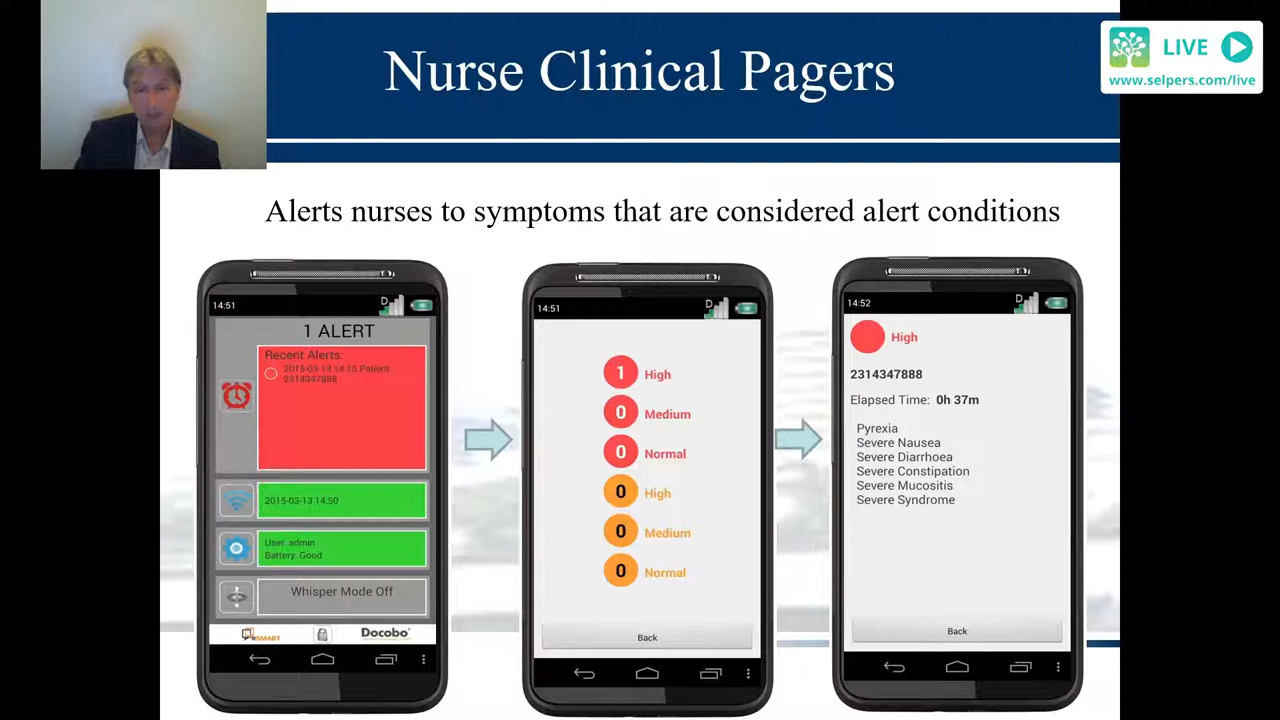 Nurse Clinical Pagers
LIVE
www.selpers.com/live
Alerts nurses to symptoms that are considered alert conditions
14:51
D
1 ALERT
Recent Alerts:
2015-03-13 14:15 Patient
2314347888
2015-03-13 14:50
User: admin
Battery: Good
Whisper Mode Off
eSMART
Docobo
14:51
D
1 High
0 Medium
0 Normal
0 High
0 Medium
0 Normal
Back
14:52
D
High
2314347888
Elapsed Time: 0h 37m
Pyrexia
Severe Nausea
Severe Diarrhoea
Severe Constipation
Severe Mucositis
Severe Syndrome
Back